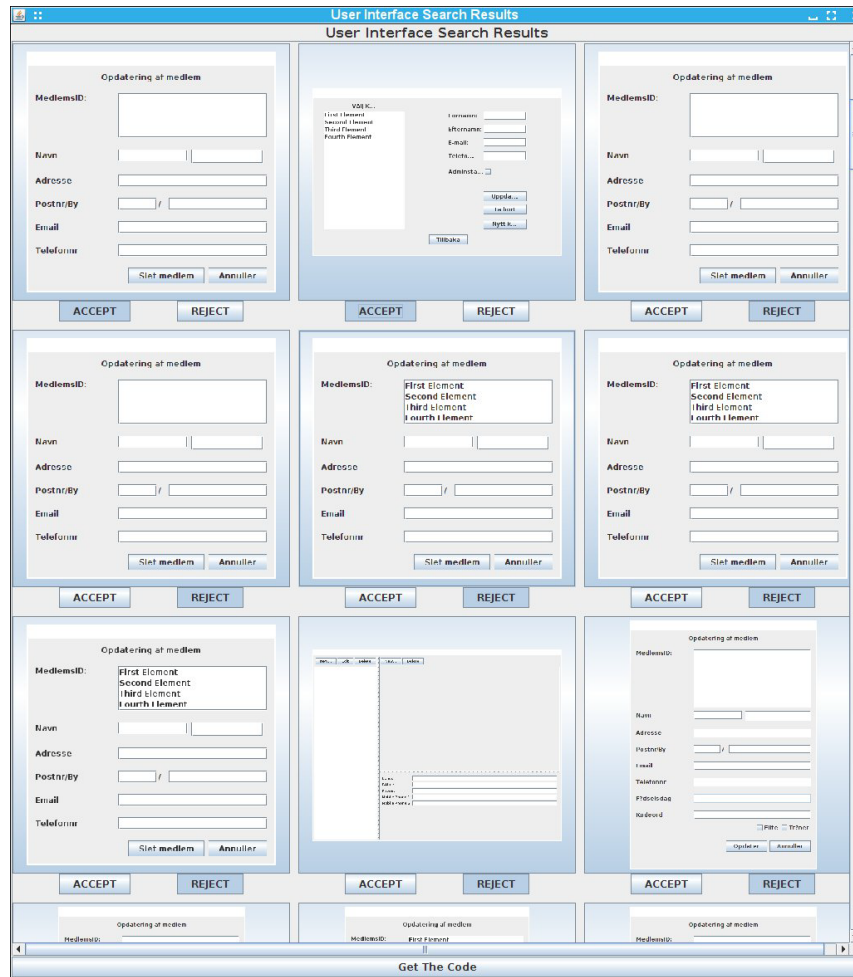 User Interface Search Results
User Interface Search Results
Opdatering af medlem
MedlemsID:
Navn
Adresse
Postnr/By /
Email
Telefonnr
Slet medlem Annuller
ACCEPT REJECT
First Element
Second Element
Third Element
Fourth Element
E-mail:
Telefo...
Adminsta...
Uppda...
Ta bort
Nytt k...
Tillbaka
ACCEPT REJECT
Opdatering af medlem
MedlemsID:
Navn
Adresse
Postnr/By /
Email
Telefonnr
Slet medlem Annuller
ACCEPT REJECT
Opdatering af medlem
MedlemsID:
Navn
Adresse
Postnr/By /
Email
Telefonnr
Slet medlem Annuller
ACCEPT REJECT
Opdatering af medlem
MedlemsID:
First Element
Second Element
Third Element
Fourth Element
Navn
Adresse
Postnr/By /
Email
Telefonnr
Slet medlem Annuller
ACCEPT REJECT
Opdatering af medlem
MedlemsID:
First Element
Second Element
Third Element
Fourth Element
Navn
Adresse
Postnr/By /
Email
Telefonnr
Slet medlem Annuller
ACCEPT REJECT
Opdatering af medlem
MedlemsID:
First Element
Second Element
Third Element
Fourth Element
Navn
Adresse
Postnr/By /
Email
Telefonnr
Slet medlem Annuller
ACCEPT REJECT
ACCEPT REJECT
Opdatering af medlem
MedlemsID:
Navn
Adresse
Postnr/By /
Email
Telefonnr
Kodeord
Opdater Annuller
ACCEPT REJECT
Opdatering af medlem
MedlemsID:
Opdatering af medlem
MedlemsID: First Element
Opdatering af medlem
MedlemsID:
Get The Code